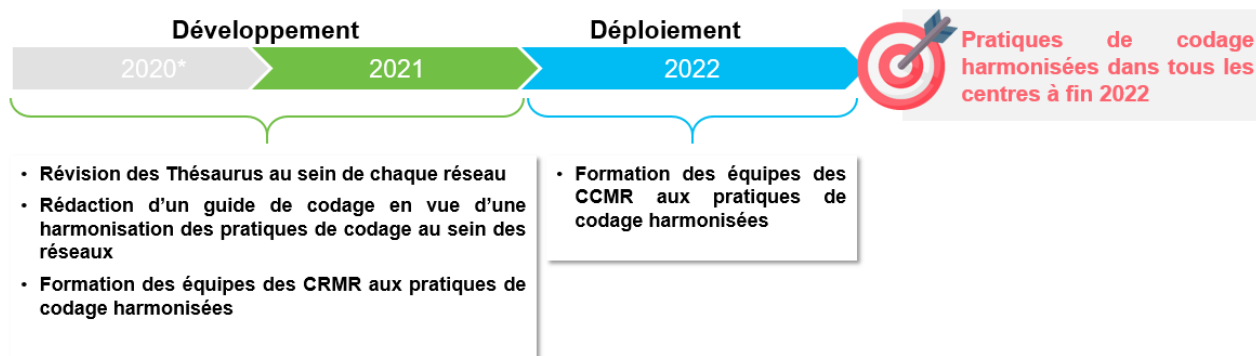 Développement
Déploiement
2020*
2021
2022
Pratiques de codage
harmonisées dans tous les
centres à fin 2022
• Révision des Thésaurus au sein de chaque réseau
• Rédaction d'un guide de codage en vue d'une
harmonisation des pratiques de codage au sein des
réseaux
• Formation des équipes des CRMR aux pratiques de
codage harmonisées
• Formation des équipes des
CCMR aux pratiques de
codage harmonisées